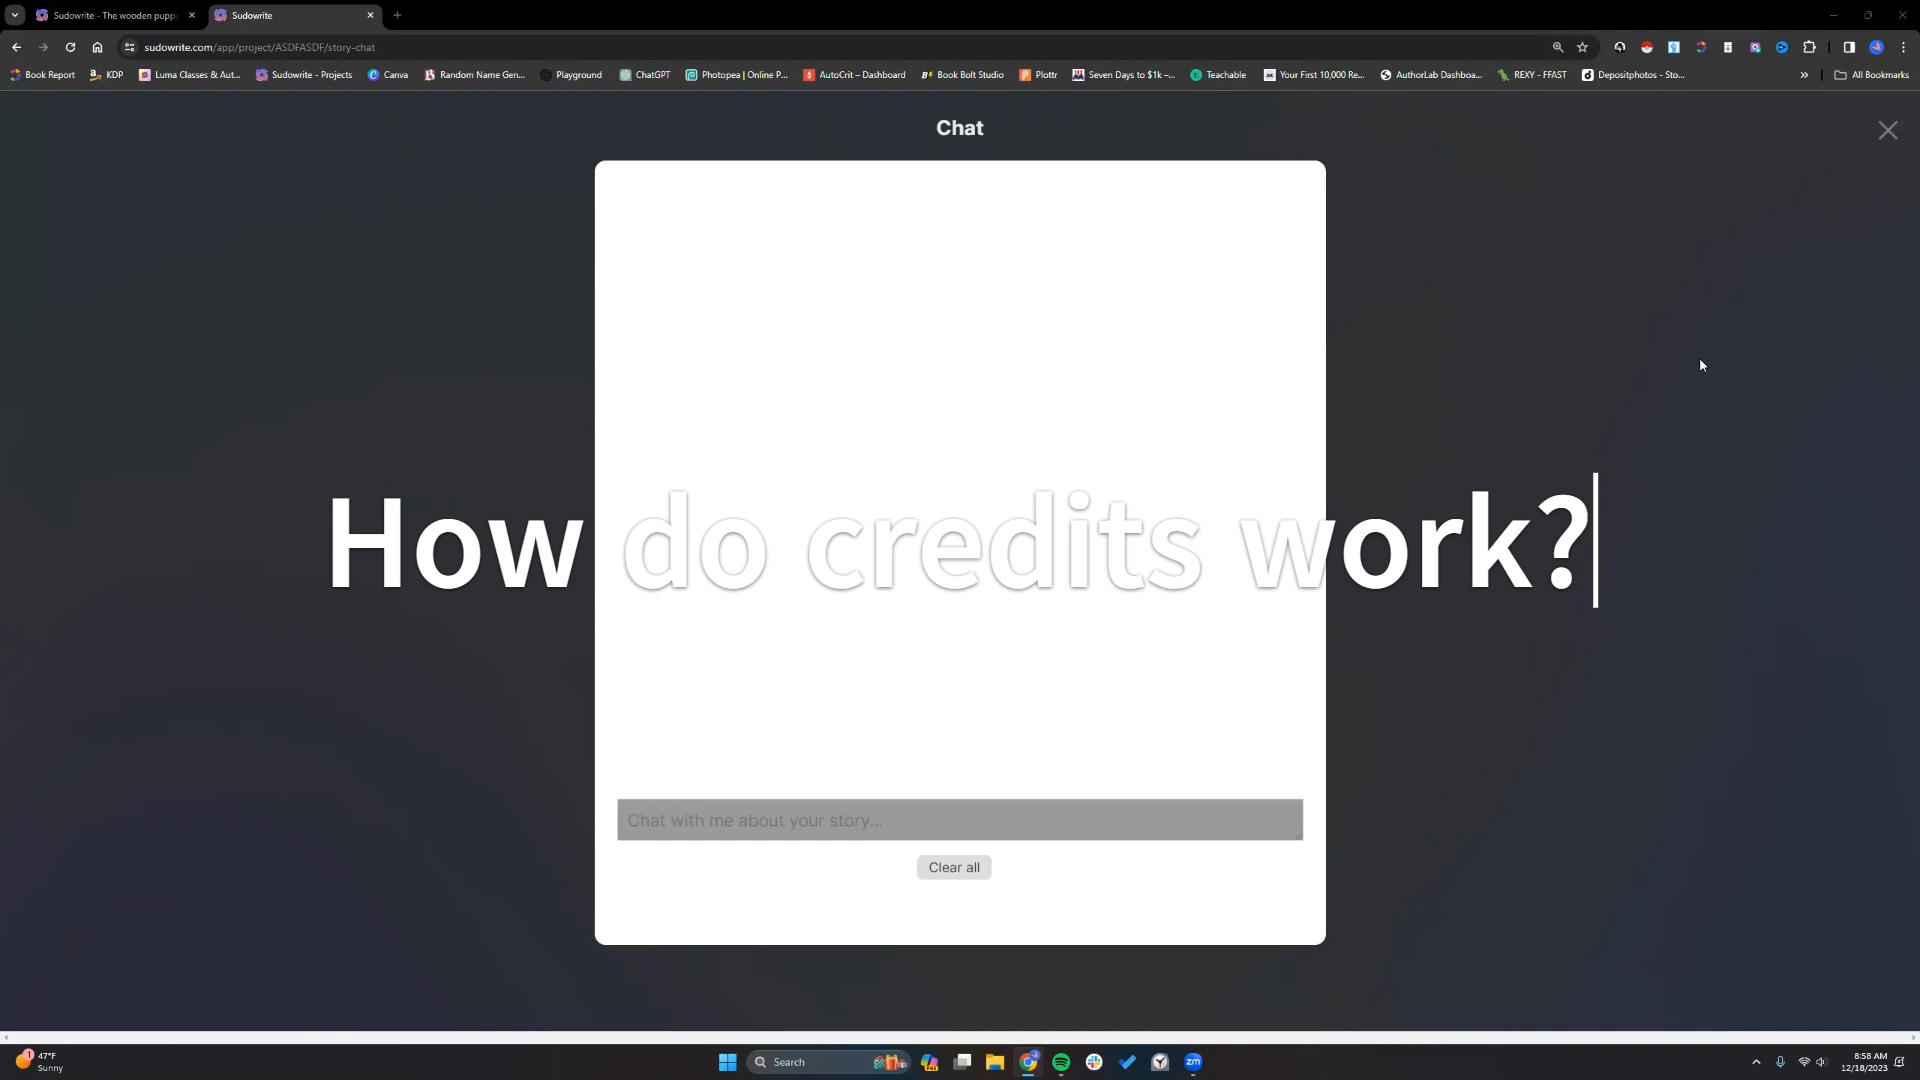 Sudowrite - The wooden pupp
Sudowrite
sudowrite.com/app/project/ASDFASDF/story-chat
Book Report
KDP
Luma Classes & Aut...
Sudowrite - Projects
Canva
Random Name Gen...
Playground
ChatGPT
Photopea | Online P...
AutoCrit – Dashboard
Book Bolt Studio
Plottr
Seven Days to $1k –...
Teachable
Your First 10,000 Re...
AuthorLab Dashboa...
REXY - FFAST
Depositphotos - Sto...
All Bookmarks
Chat
How do credits work?
Chat with me about your story...
Clear all
1
47°F
Sunny
Search
zm
8:58 AM
12/18/2023